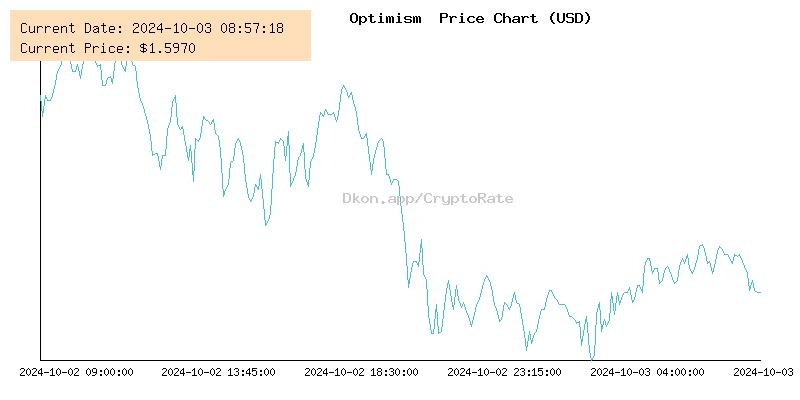 Optimism  Price Chart (USD)
Current Date: 2024-10-03 08:57:18
Current Price: $1.5970
Dkon.app/CryptoRate
2024-10-02 09:00:00 2024-10-02 13:45:00 2024-10-02 18:30:00 2024-10-02 23:15:00 2024-10-03 04:00:00 2024-10-03